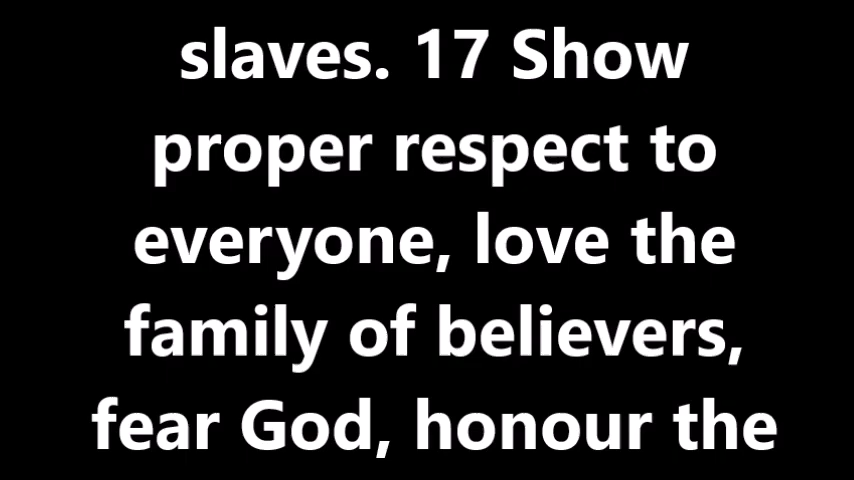 slaves. 17 Show
proper respect to
everyone, love the
family of believers,
fear God, honour the